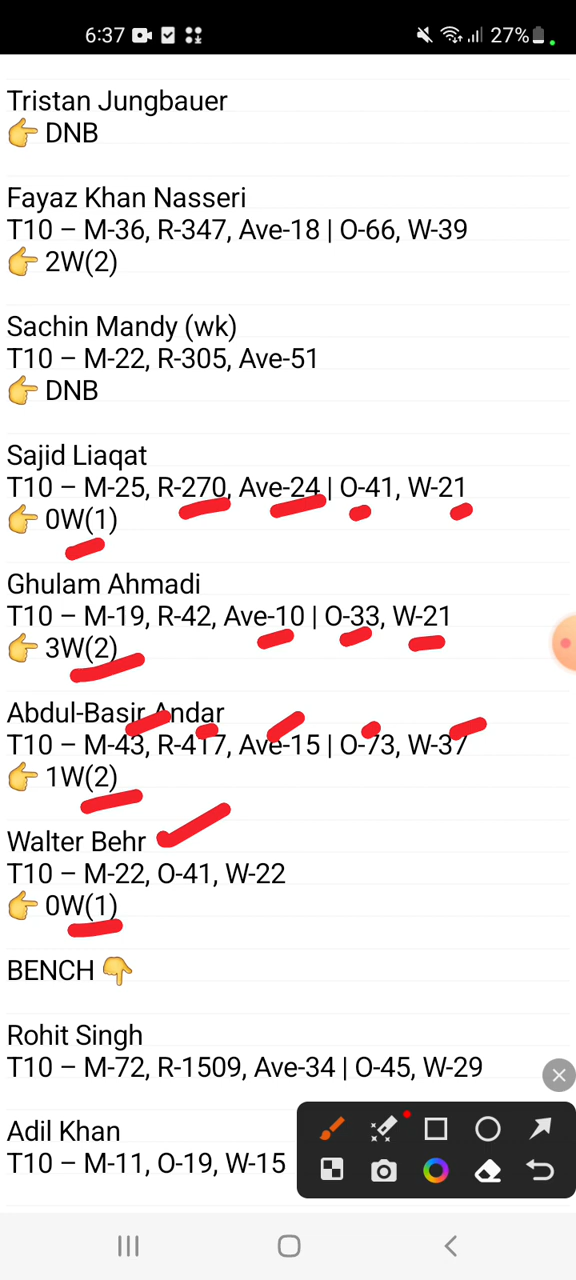 6:37
27%
Tristan Jungbauer
👉 DNB
Fayaz Khan Nasseri
T10 – M-36, R-347, Ave-18 | O-66, W-39
👉 2W(2)
Sachin Mandy (wk)
T10 – M-22, R-305, Ave-51
👉 DNB
Sajid Liaqat
T10 – M-25, R-270, Ave-24 | O-41, W-21
👉 0W(1)
Ghulam Ahmadi
T10 – M-19, R-42, Ave-10 | O-33, W-21
👉 3W(2)
Abdul-Basir Andar
T10 – M-43, R-417, Ave-15 | O-73, W-37
👉 1W(2)
Walter Behr
T10 – M-22, O-41, W-22
👉 0W(1)
BENCH 👇
Rohit Singh
T10 – M-72, R-1509, Ave-34 | O-45, W-29
Adil Khan
T10 – M-11, O-19, W-15